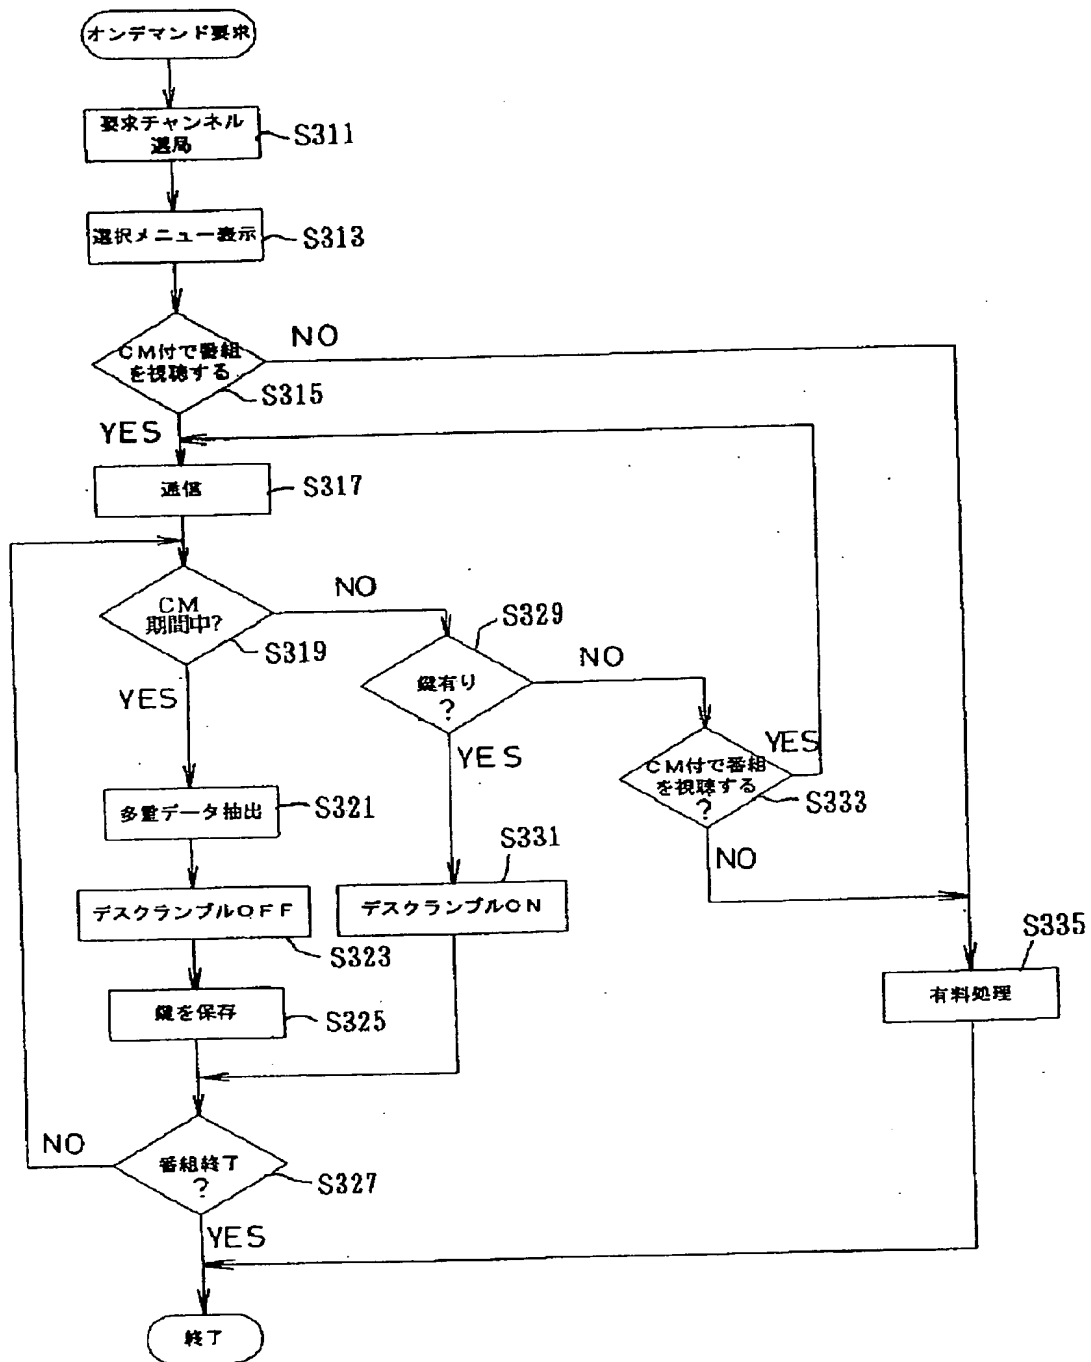 オンデマンド要求
要求チャンネル
選局
S311
選択メニュー表示
S313
CM付で番組
を視聴する
NO
S315
YES
通信
S317
CM
期間中?
NO
S319
YES
S329
鍵有り
?
NO
YES
CM付で番組
を視聴する
?
YES
S333
NO
多重データ抽出
S321
S331
デスクランブルOFF
デスクランブルON
S323
S335
有料処理
鍵を保存
S325
番組終了
?
NO
S327
YES
終了